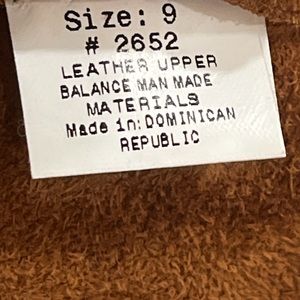 Size: 9
# 2652
LEATHER UPPER
BALANCE MAN MADE
MATERIALS
Made in: DOMINICAN
REPUBLIC